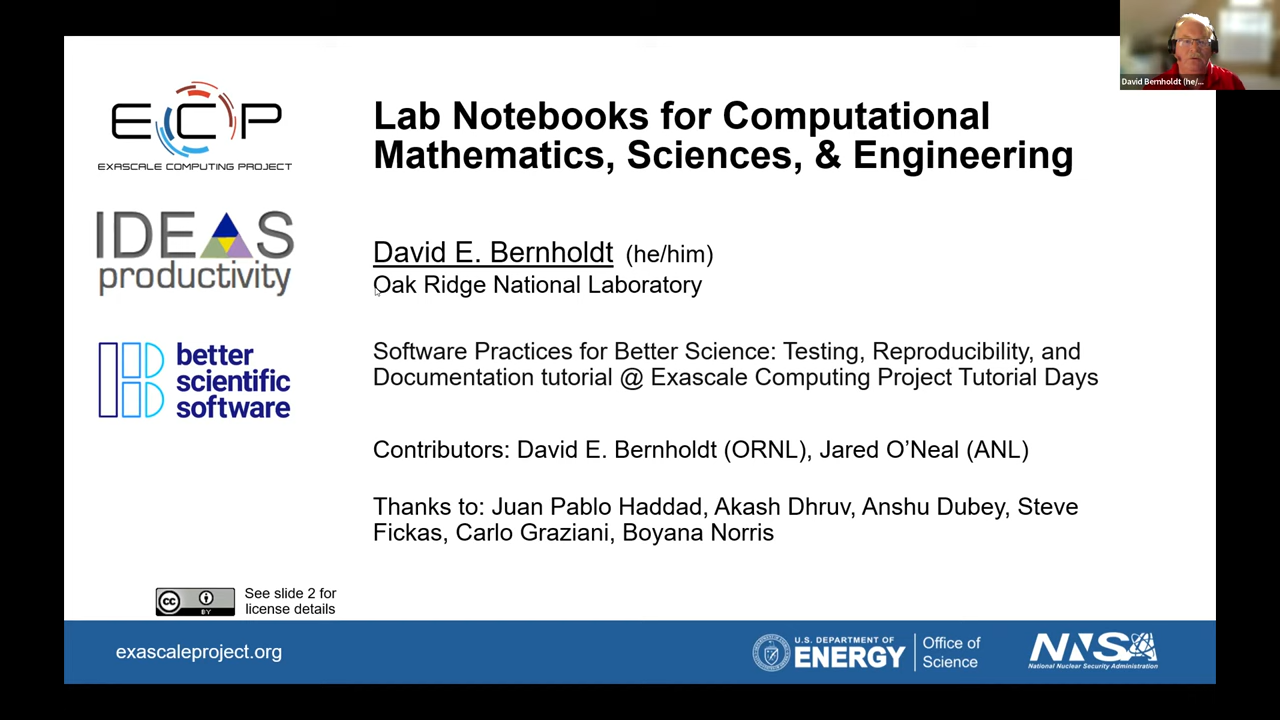 David Bernholdt (he/...
ECP
EXASCALE COMPUTING PROJECT
Lab Notebooks for Computational
Mathematics, Sciences, & Engineering
IDEAS
productivity
David E. Bernholdt (he/him)
Oak Ridge National Laboratory
better
scientific
software
Software Practices for Better Science: Testing, Reproducibility, and
Documentation tutorial @ Exascale Computing Project Tutorial Days
Contributors: David E. Bernholdt (ORNL), Jared O’Neal (ANL)
Thanks to: Juan Pablo Haddad, Akash Dhruv, Anshu Dubey, Steve
Fickas, Carlo Graziani, Boyana Norris
cc
BY
See slide 2 for
license details
exascaleproject.org
U.S. DEPARTMENT OF
ENERGY
Office of
Science
NNSA
National Nuclear Security Administration